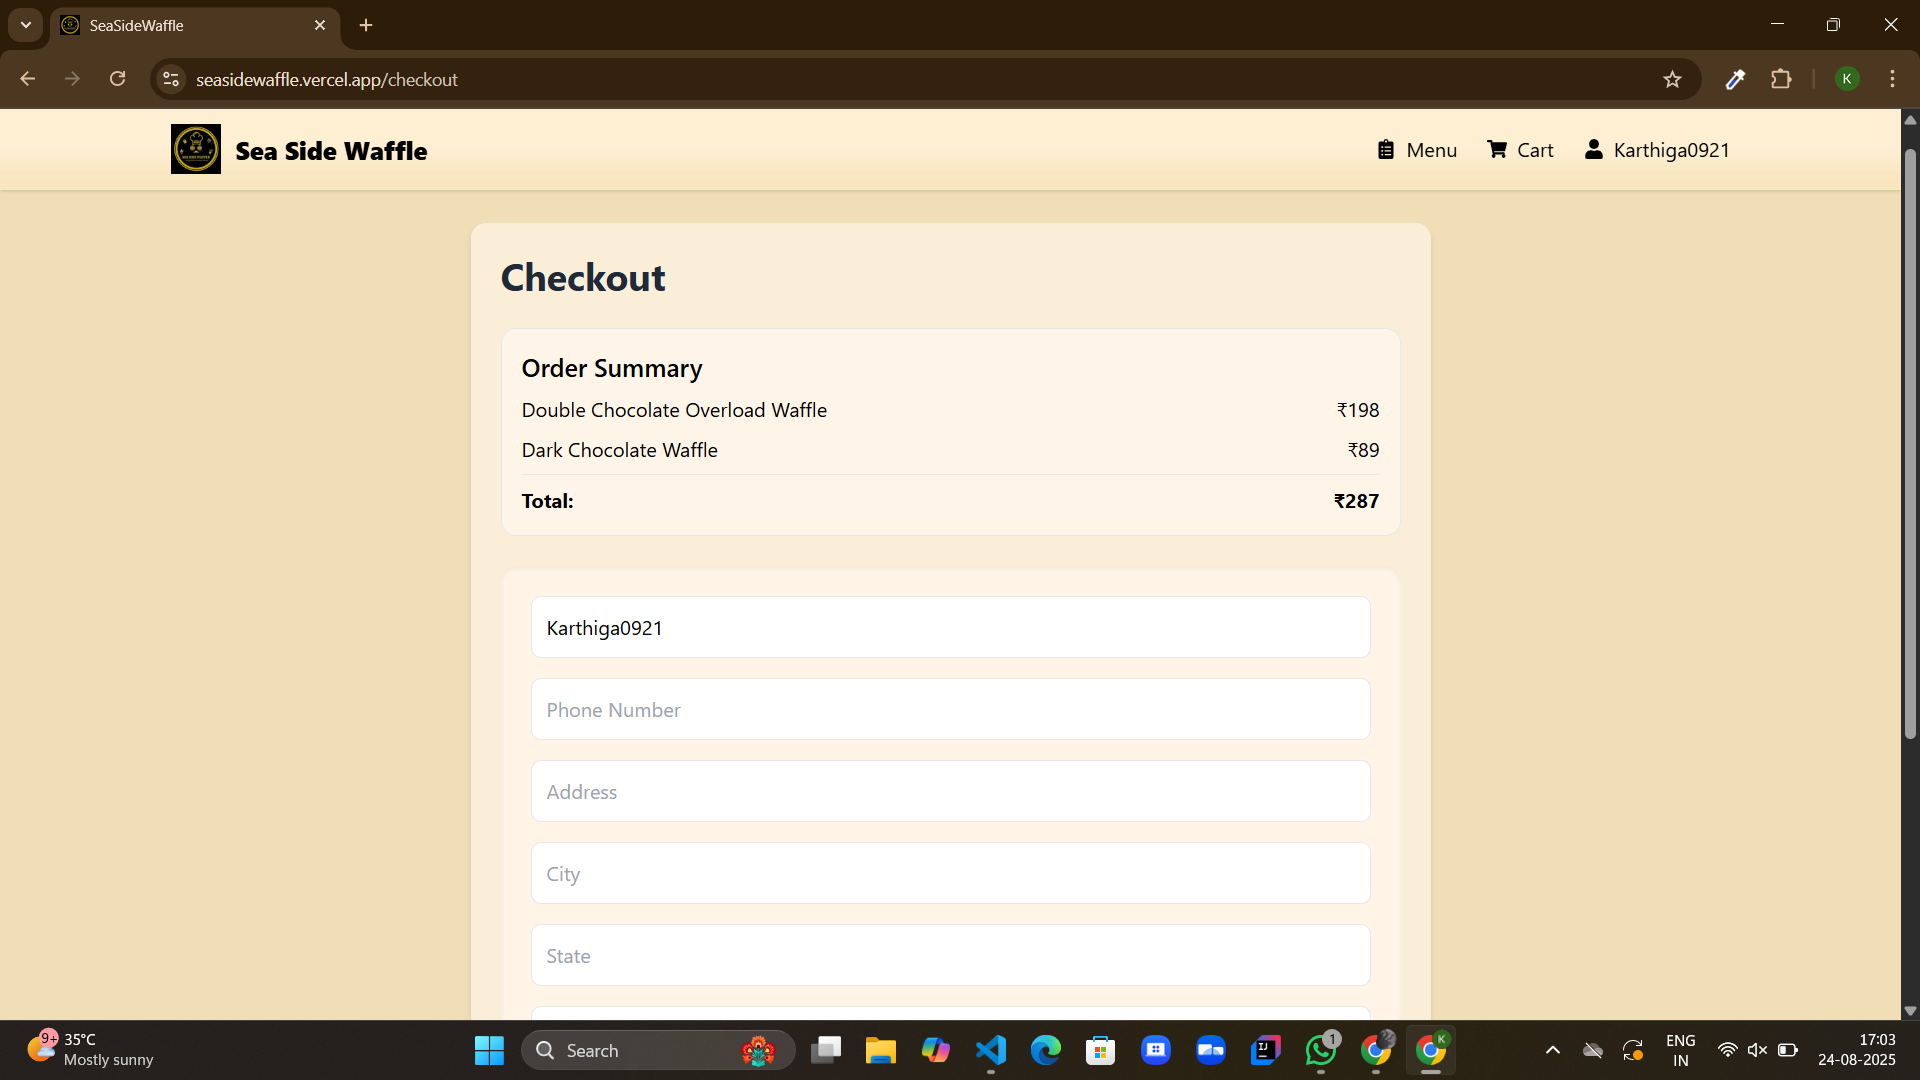 SeaSideWaffle
seasidewaffle.vercel.app/checkout
K
Sea Side Waffle
Menu
Cart
Karthiga0921
Checkout
Order Summary
Double Chocolate Overload Waffle ₹198
Dark Chocolate Waffle ₹89
Total: ₹287
Karthiga0921
Phone Number
Address
City
State
9+
35°C
Mostly sunny
Search
1
K
ENG
IN
17:03
24-08-2025